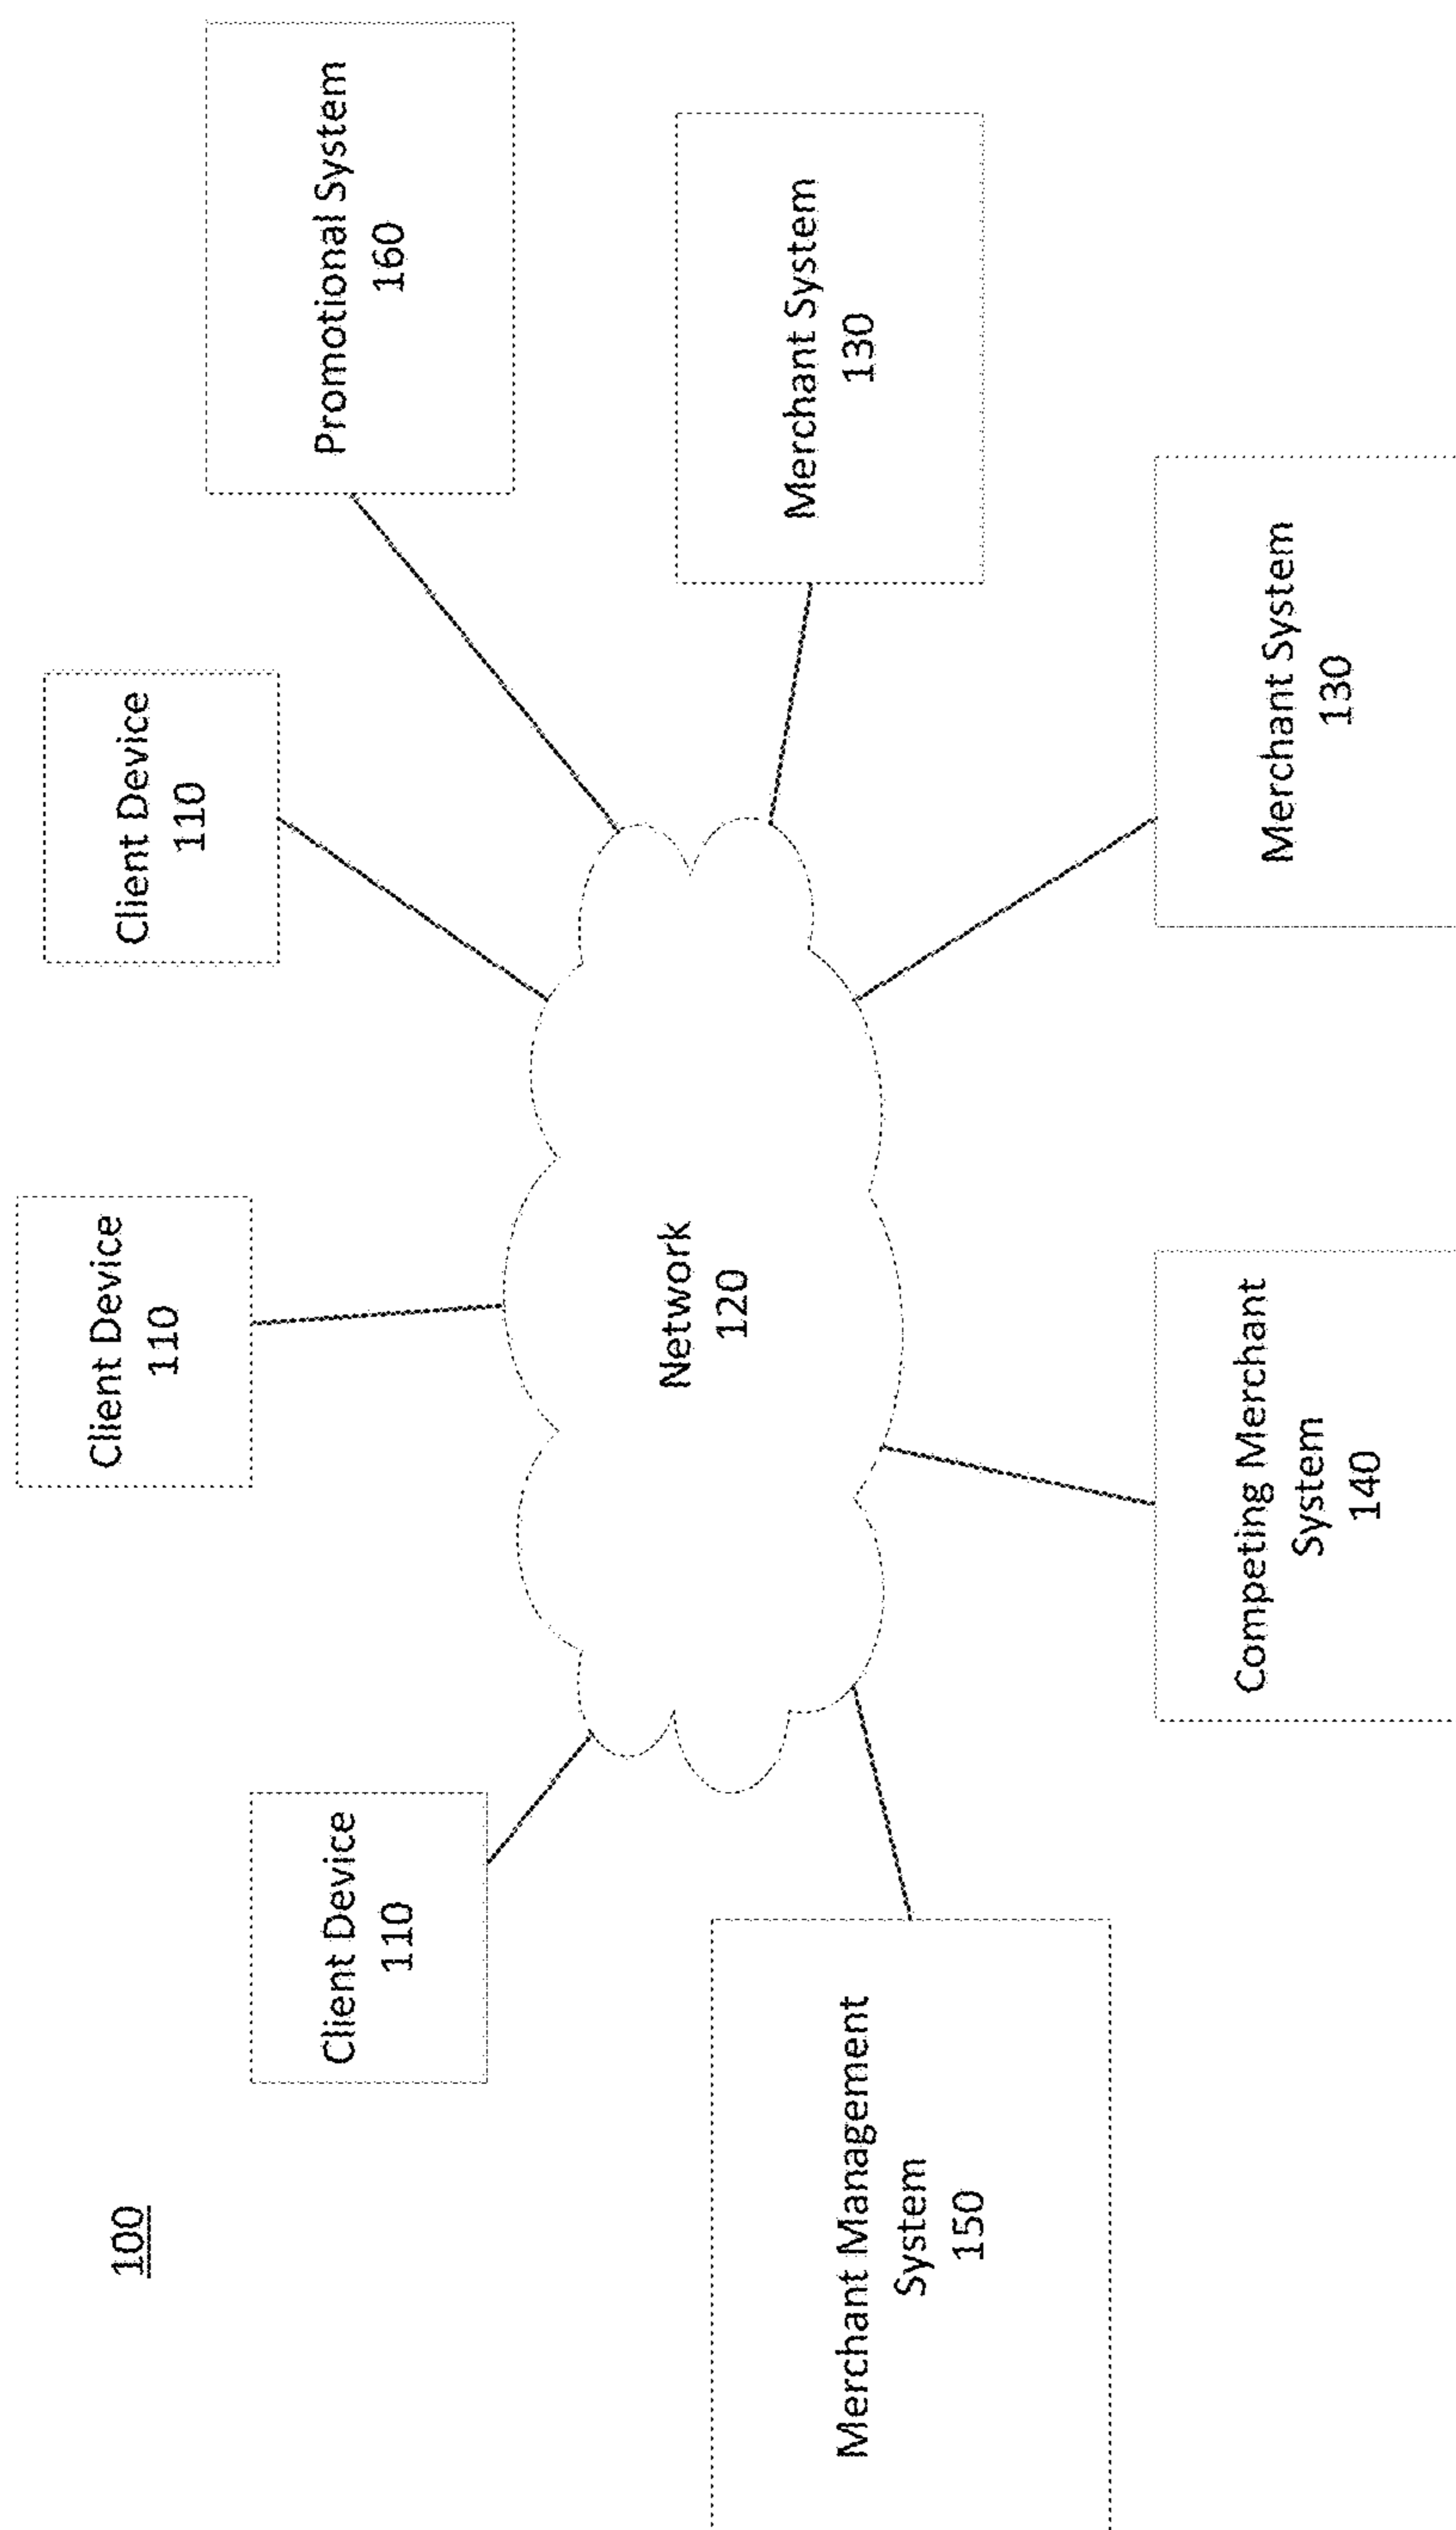 100
Client Device
110
Client Device
110
Client Device
110
Promotional System
160
Network
120
Merchant Management
System
150
Competing Merchant
System
140
Merchant System
130
Merchant System
130